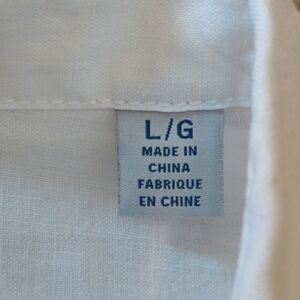 L/G
MADE IN
CHINA
FABRIQUE
EN CHINE